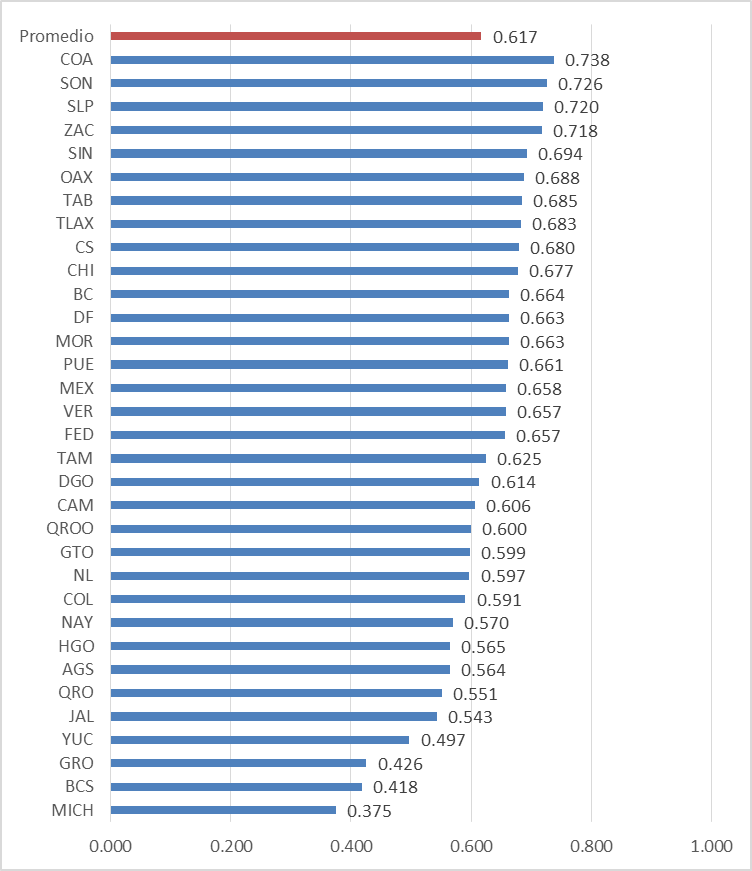 Promedio 0.617
COA 0.738
SON 0.726
SLP 0.720
ZAC 0.718
SIN 0.694
OAX 0.688
TAB 0.685
TLAX 0.683
CS 0.680
CHI 0.677
BC 0.664
DF 0.663
MOR 0.663
PUE 0.661
MEX 0.658
VER 0.657
FED 0.657
TAM 0.625
DGO 0.614
CAM 0.606
QROO 0.600
GTO 0.599
NL 0.597
COL 0.591
NAY 0.570
HGO 0.565
AGS 0.564
QRO 0.551
JAL 0.543
YUC 0.497
GRO 0.426
BCS 0.418
MICH 0.375
0.000 0.200 0.400 0.600 0.800 1.000